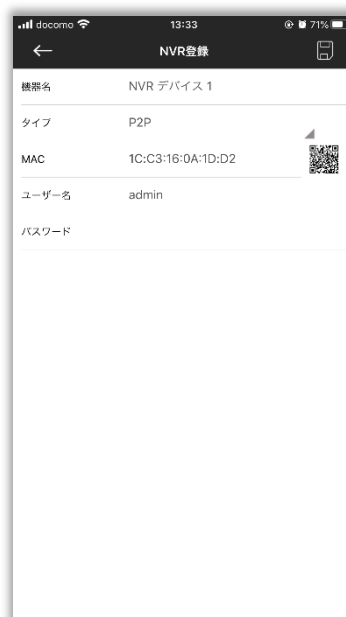 docomo 13:33 71%
NVR登録
機器名 NVR デバイス 1
タイプ P2P
MAC 1C:C3:16:0A:1D:D2
ユーザー名 admin
パスワード